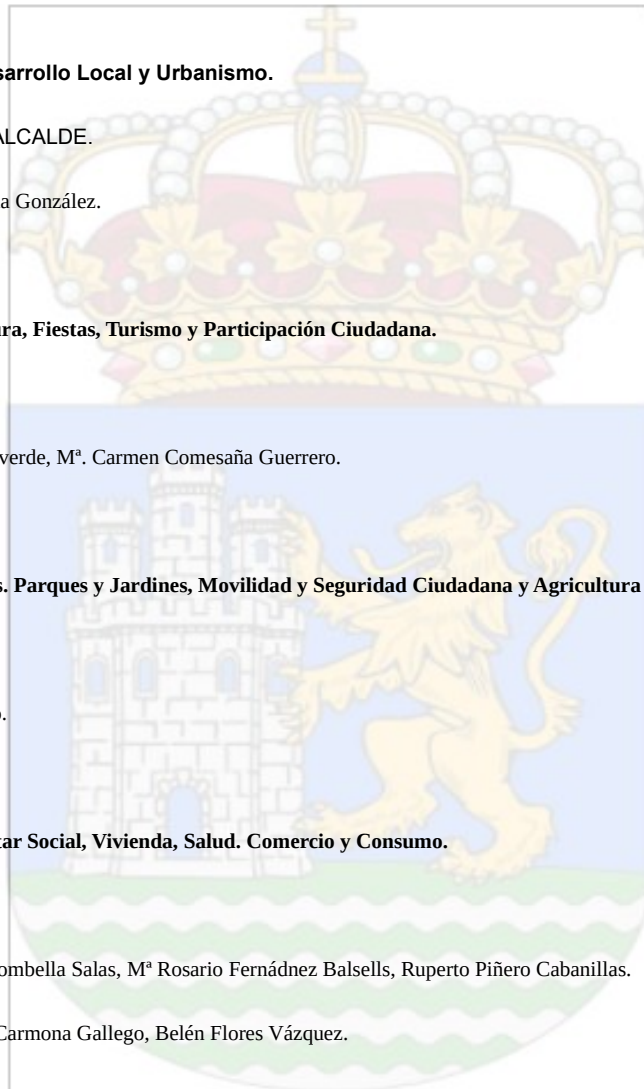 sarrollo Local y Urbanismo.
ALCALDE.
a González.
ura, Fiestas, Turismo y Participación Ciudadana.
verde, Mª. Carmen Comesaña Guerrero.
s. Parques y Jardines, Movilidad y Seguridad Ciudadana y Agricultura
o.
tar Social, Vivienda, Salud. Comercio y Consumo.
ombella Salas, Mª Rosario Fernádnez Balsells, Ruperto Piñero Cabanillas.
Carmona Gallego, Belén Flores Vázquez.